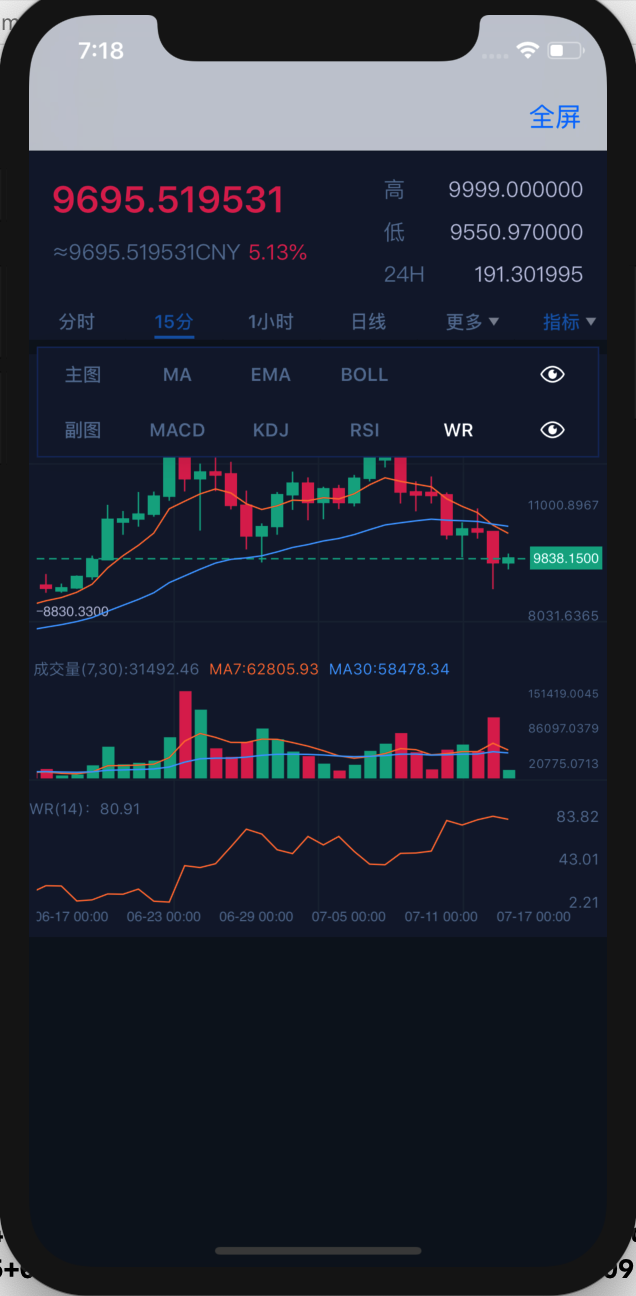 7:18
全屏
9695.519531
≈9695.519531CNY 5.13%
高 9999.000000
低 9550.970000
24H 191.301995
分时 15分 1小时 日线 更多 指标
主图 MA EMA BOLL
副图 MACD KDJ RSI WR
11000.8967
9838.1500
8830.3300
8031.6365
成交量(7,30):31492.46 MA7:62805.93 MA30:58478.34
151419.0045
86097.0379
20775.0713
WR(14): 80.91
83.82
43.01
2.21
06-17 00:00 06-23 00:00 06-29 00:00 07-05 00:00 07-11 00:00 07-17 00:00